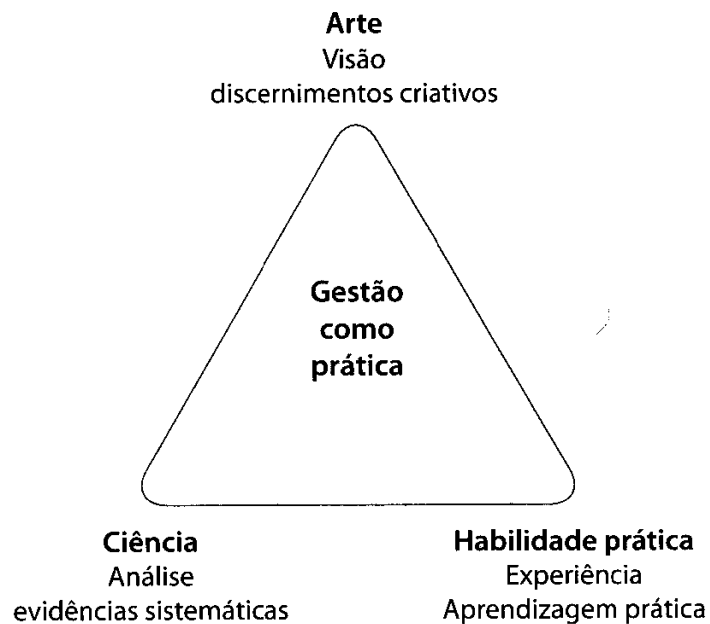 Arte
Visão
discernimentos criativos
Gestão
como
prática
Ciência
Análise
evidências sistemáticas
Habilidade prática
Experiência
Aprendizagem prática